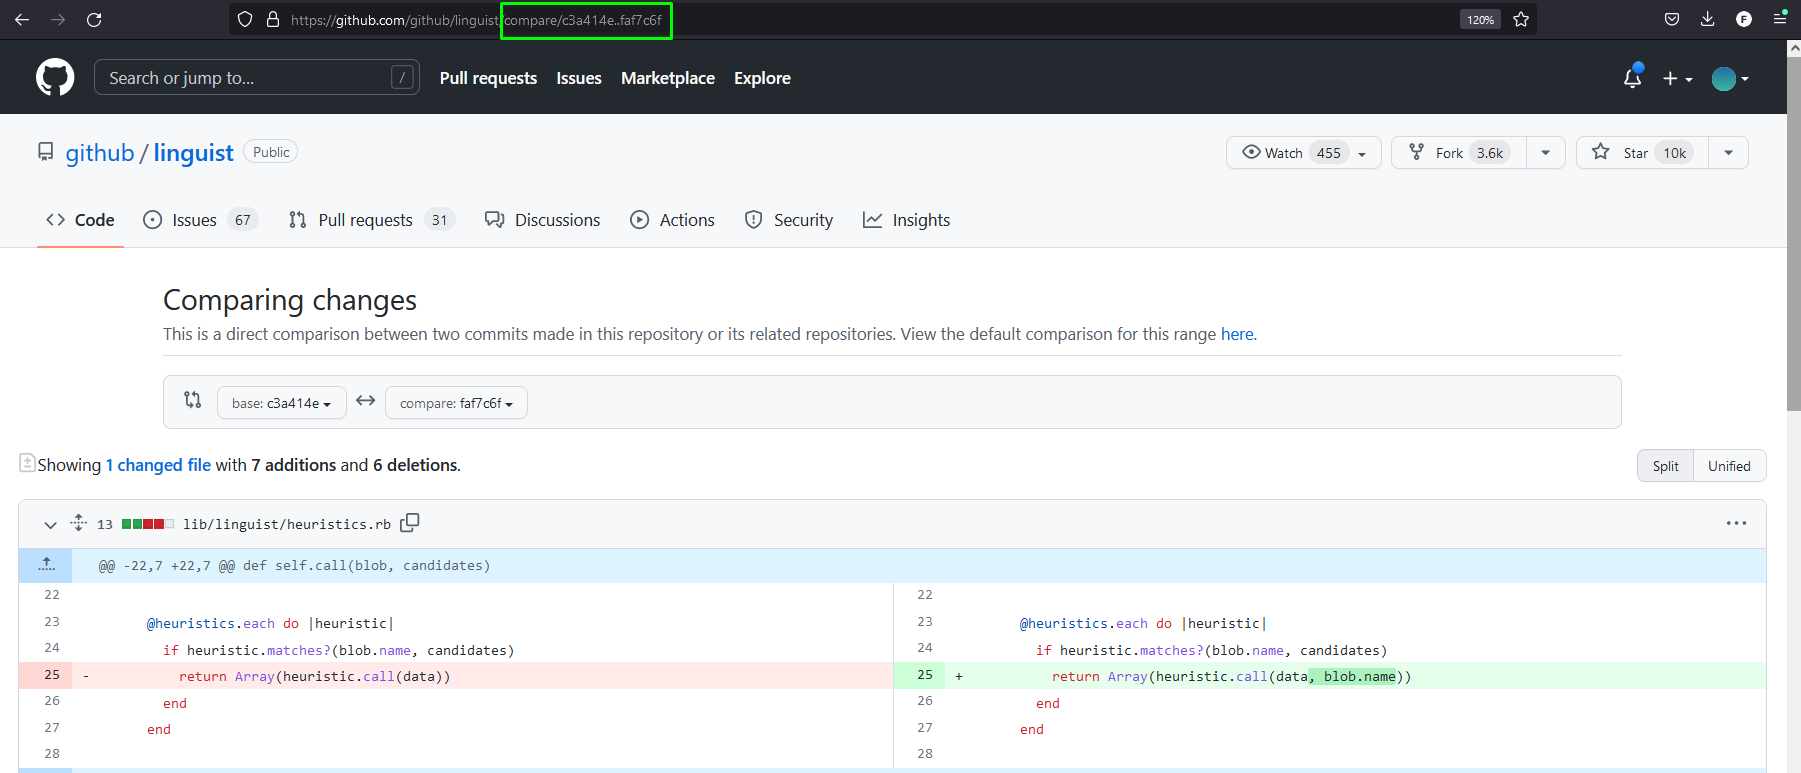 https://github.com/github/linguist/compare/c3a414e..faf7c6f 120% F
Search or jump to... / Pull requests Issues Marketplace Explore
github / linguist Public Watch 455 Fork 3.6k Star 10k
Code Issues 67 Pull requests 31 Discussions Actions Security Insights
Comparing changes
This is a direct comparison between two commits made in this repository or its related repositories. View the default comparison for this range here.
base: c3a414e compare: faf7c6f
Showing 1 changed file with 7 additions and 6 deletions. Split Unified
13 lib/linguist/heuristics.rb
@@ -22,7 +22,7 @@ def self.call(blob, candidates)
22 22
23 @heuristics.each do |heuristic| 23 @heuristics.each do |heuristic|
24 if heuristic.matches?(blob.name, candidates) 24 if heuristic.matches?(blob.name, candidates)
25 - return Array(heuristic.call(data)) 25 + return Array(heuristic.call(data, blob.name))
26 end 26 end
27 end 27 end
28 28